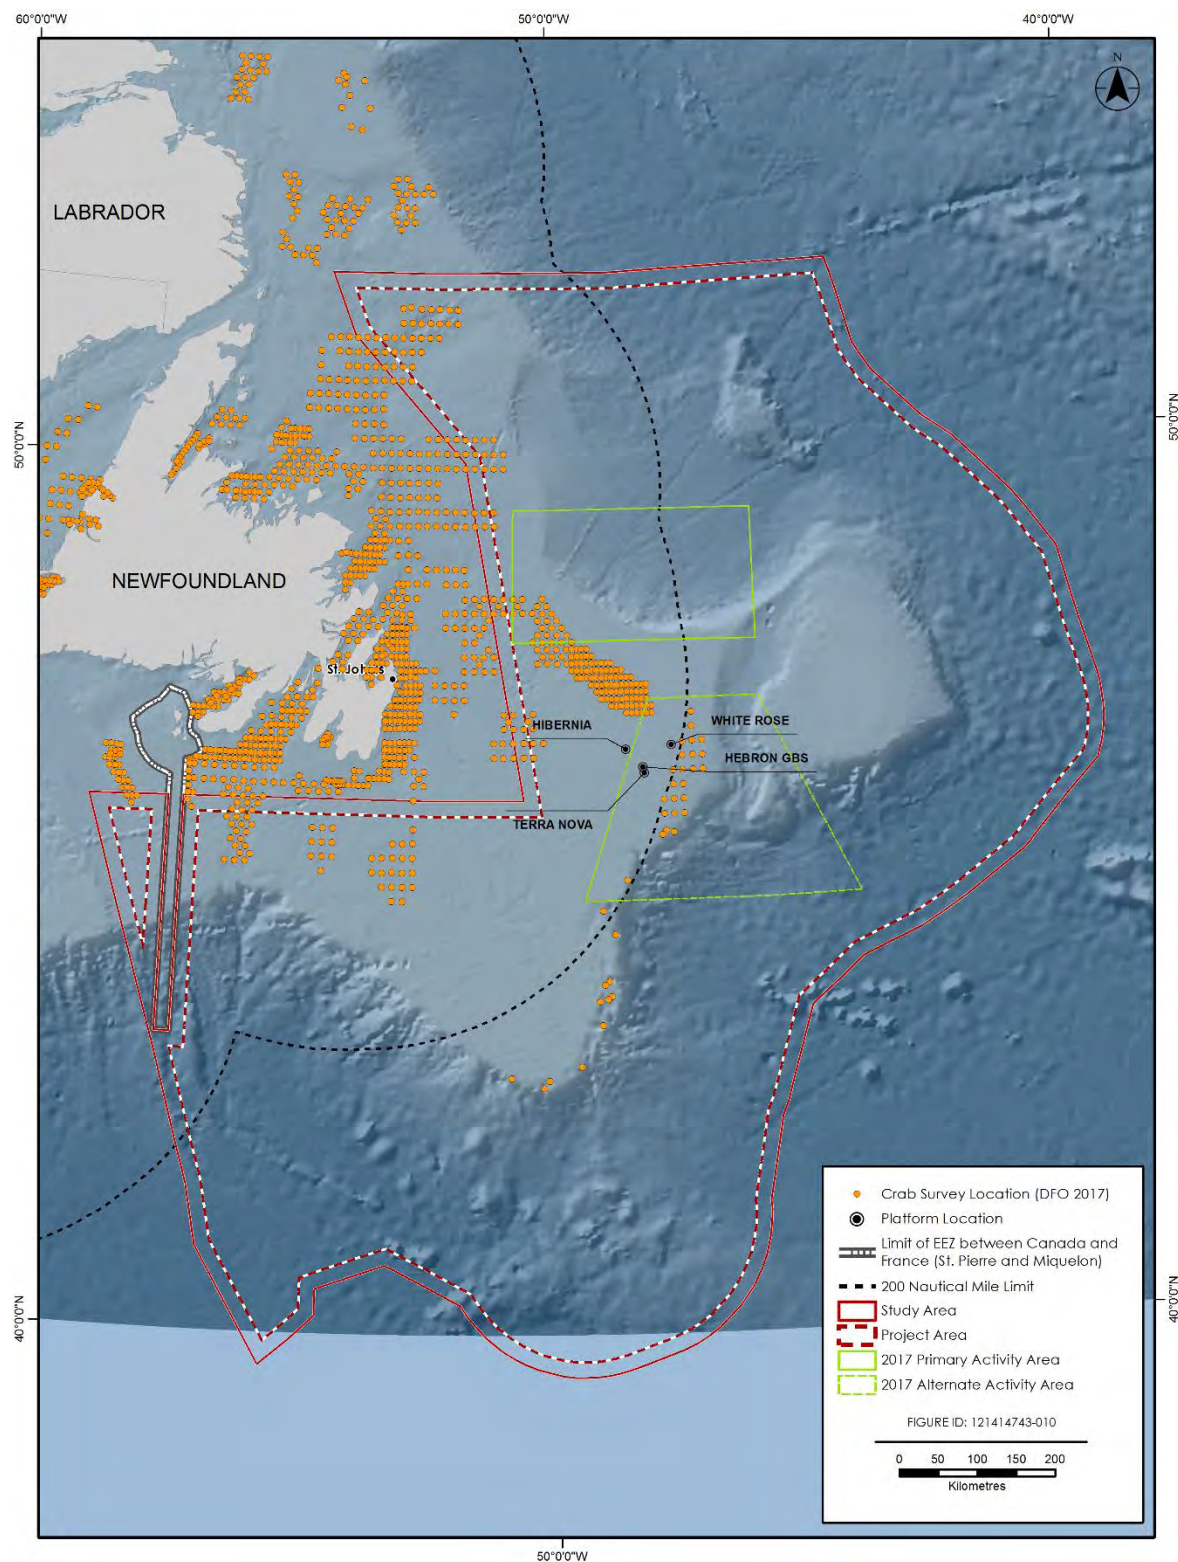 60°0'0"W
50°0'0"W
40°0'0"W
N
LABRADOR
50°0'0"N
50°0'0"N
NEWFOUNDLAND
St. Johns
HIBERNIA
WHITE ROSE
HEBRON GBS
TERRA NOVA
Crab Survey Location (DFO 2017)
Platform Location
Limit of EEZ between Canada and
France (St. Pierre and Miquelon)
200 Nautical Mile Limit
Study Area
Project Area
2017 Primary Activity Area
2017 Alternate Activity Area
FIGURE ID: 121414743-010
0 50 100 150 200
Kilometres
40°0'0"N
40°0'0"N
50°0'0"W